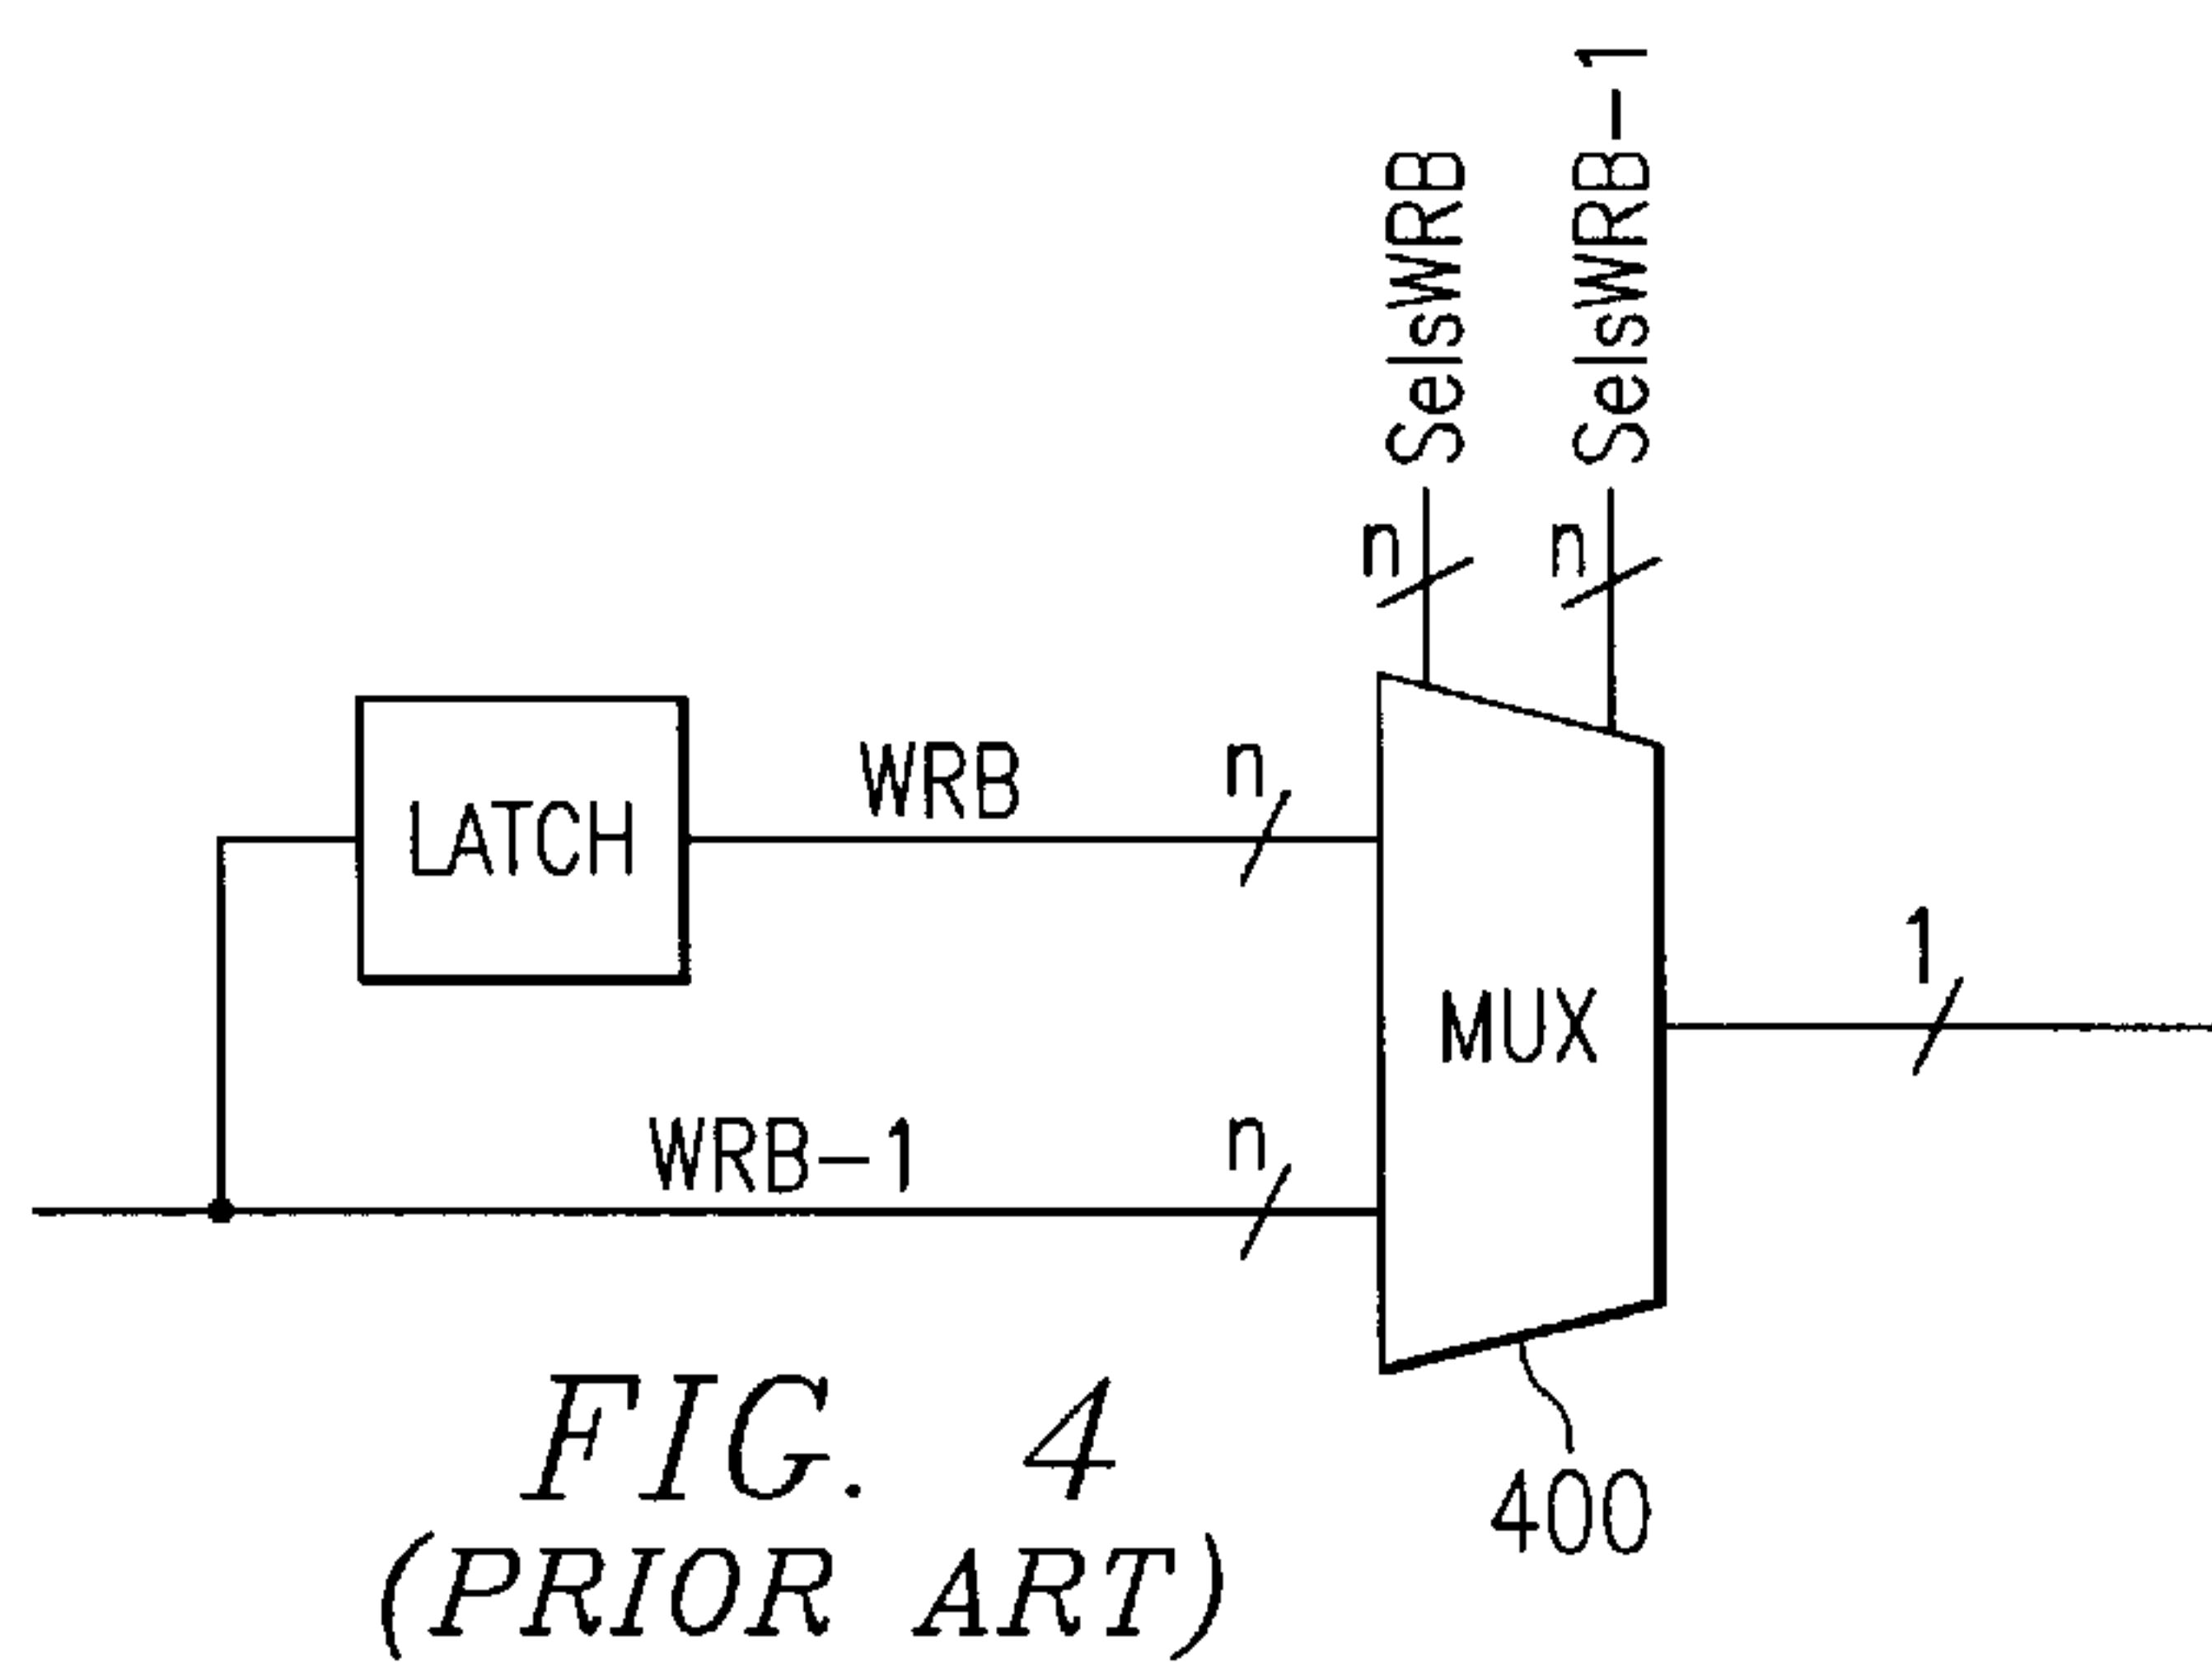 SelsWRB
SelsWRB-1
n
n
LATCH
WRB
n
MUX
1
WRB-1
n
400
FIG. 4
(PRIOR ART)